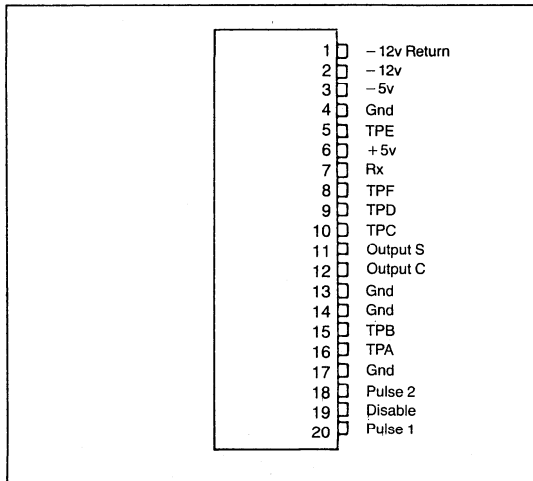 1 − 12v Return
2 − 12v
3 − 5v
4 Gnd
5 TPE
6 + 5v
7 Rx
8 TPF
9 TPD
10 TPC
11 Output S
12 Output C
13 Gnd
14 Gnd
15 TPB
16 TPA
17 Gnd
18 Pulse 2
19 Disable
20 Pulse 1